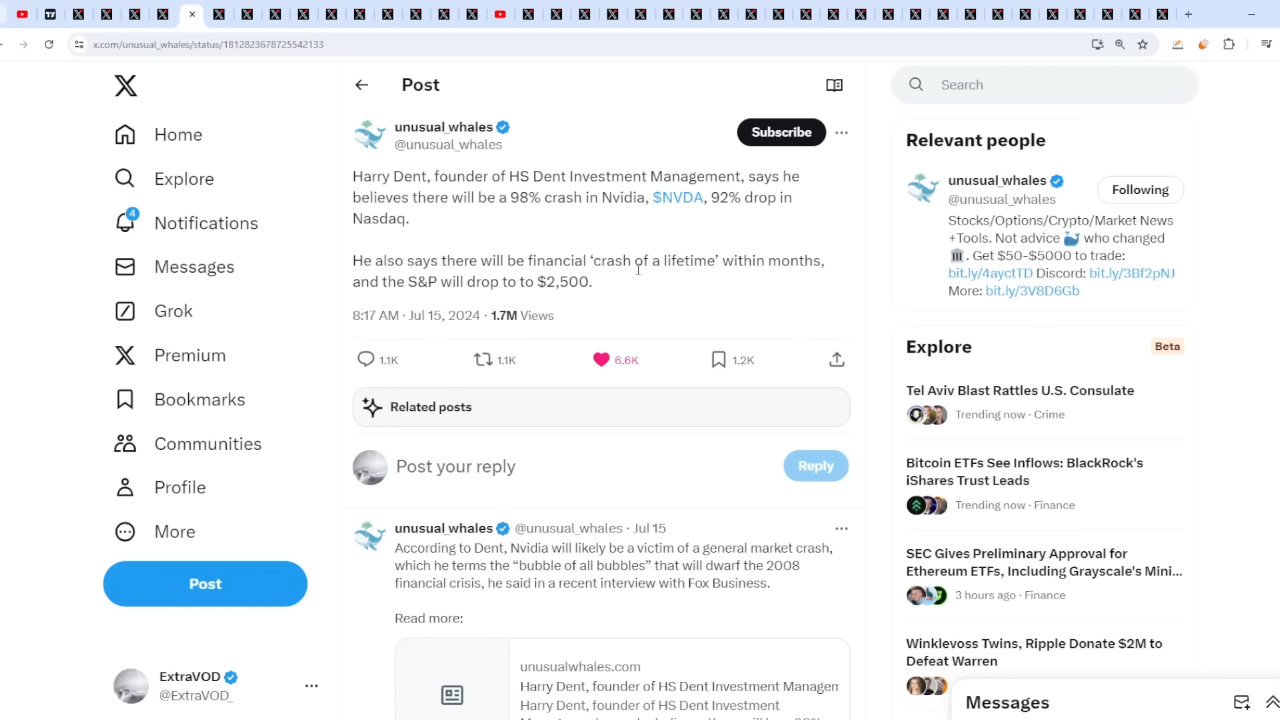 x.com/unusual_whales/status/1812823678725542133
Post
Search
Home
Explore
4
Notifications
Messages
Grok
Premium
Bookmarks
Communities
Profile
More
Post
ExtraVOD
@ExtraVOD_
unusual_whales
@unusual_whales
Subscribe
Harry Dent, founder of HS Dent Investment Management, says he
believes there will be a 98% crash in Nvidia, $NVDA, 92% drop in
Nasdaq.
He also says there will be financial ‘crash of a lifetime’ within months,
and the S&P will drop to to $2,500.
8:17 AM · Jul 15, 2024 · 1.7M Views
1.1K 1.1K 6.6K 1.2K
Related posts
Post your reply
Reply
unusual_whales @unusual_whales · Jul 15
According to Dent, Nvidia will likely be a victim of a general market crash,
which he terms the “bubble of all bubbles” that will dwarf the 2008
financial crisis, he said in a recent interview with Fox Business.
Read more:
unusualwhales.com
Harry Dent, founder of HS Dent Investment Managem
Harry Dent, founder of HS Dent Investment
Relevant people
unusual_whales
@unusual_whales
Following
Stocks/Options/Crypto/Market News
+Tools. Not advice 🐳 who changed
🏛. Get $50-$5000 to trade:
bit.ly/4ayctTD Discord: bit.ly/3Bf2pNJ
More: bit.ly/3V8D6Gb
Explore
Beta
Tel Aviv Blast Rattles U.S. Consulate
Trending now · Crime
Bitcoin ETFs See Inflows: BlackRock's
iShares Trust Leads
Trending now · Finance
SEC Gives Preliminary Approval for
Ethereum ETFs, Including Grayscale's Mini...
3 hours ago · Finance
Winklevoss Twins, Ripple Donate $2M to
Defeat Warren
Messages